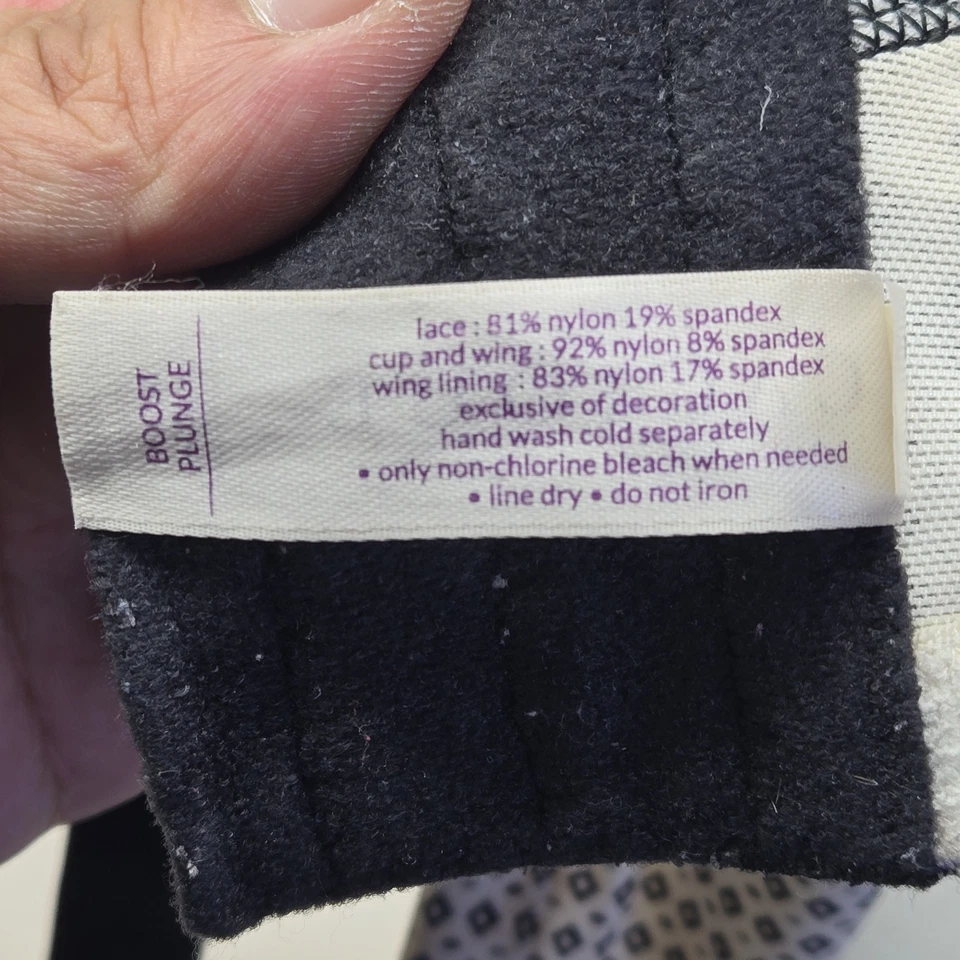 BOOST
PLUNGE
lace : 81% nylon 19% spandex
cup and wing : 92% nylon 8% spandex
wing lining : 83% nylon 17% spandex
exclusive of decoration
hand wash cold separately
• only non-chlorine bleach when needed
• line dry • do not iron